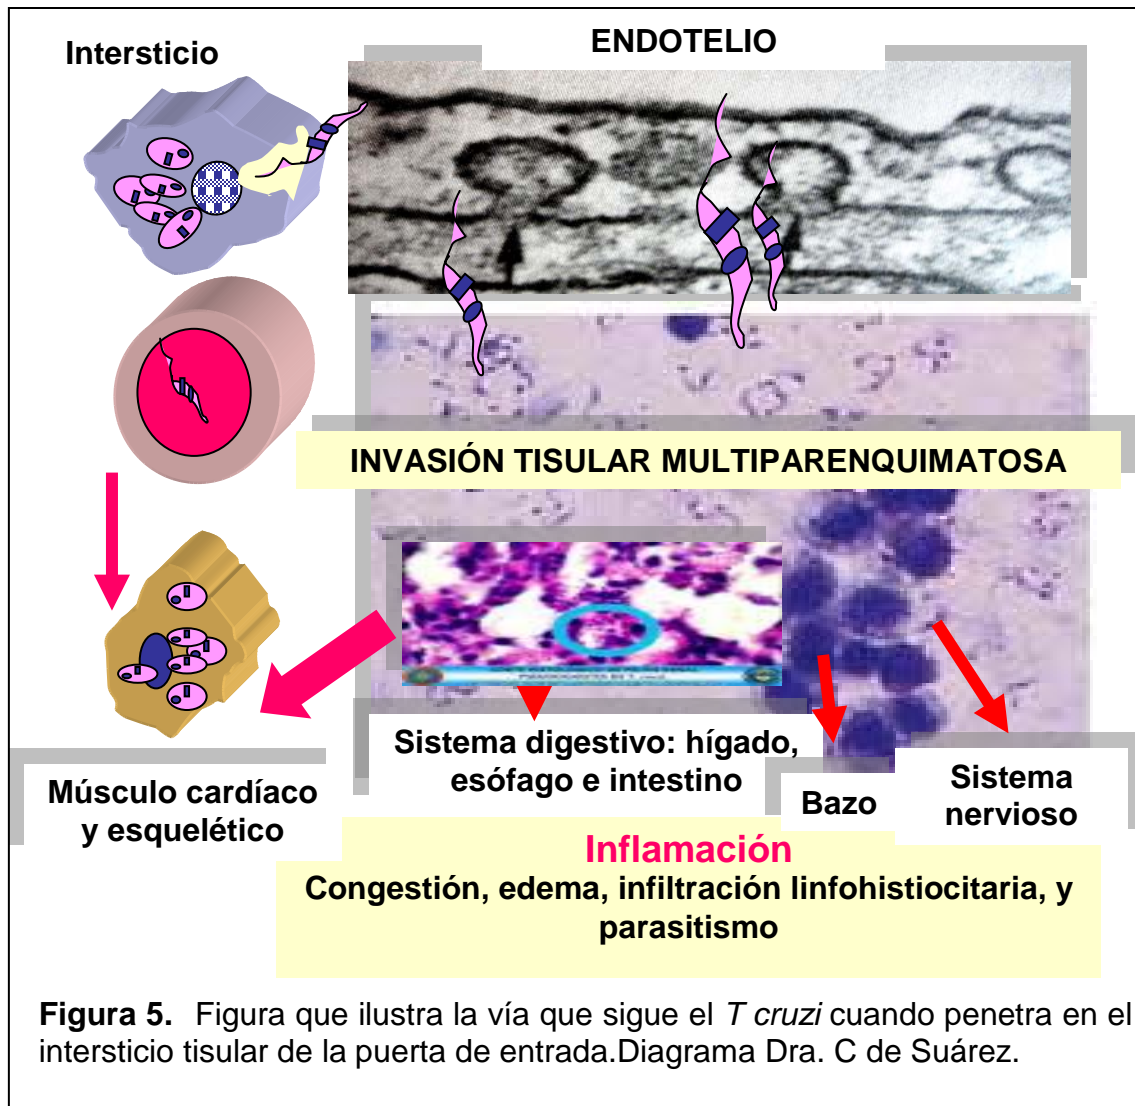 Intersticio
ENDOTELIO
INVASIÓN TISULAR MULTIPARENQUIMATOSA
Sistema digestivo: hígado,
esófago e intestino
Músculo cardíaco
y esquelético
Bazo
Sistema
nervioso
Inflamación
Congestión, edema, infiltración linfohistiocitaria, y
parasitismo
Figura 5. Figura que ilustra la vía que sigue el T cruzi cuando penetra en el
intersticio tisular de la puerta de entrada.Diagrama Dra. C de Suárez.